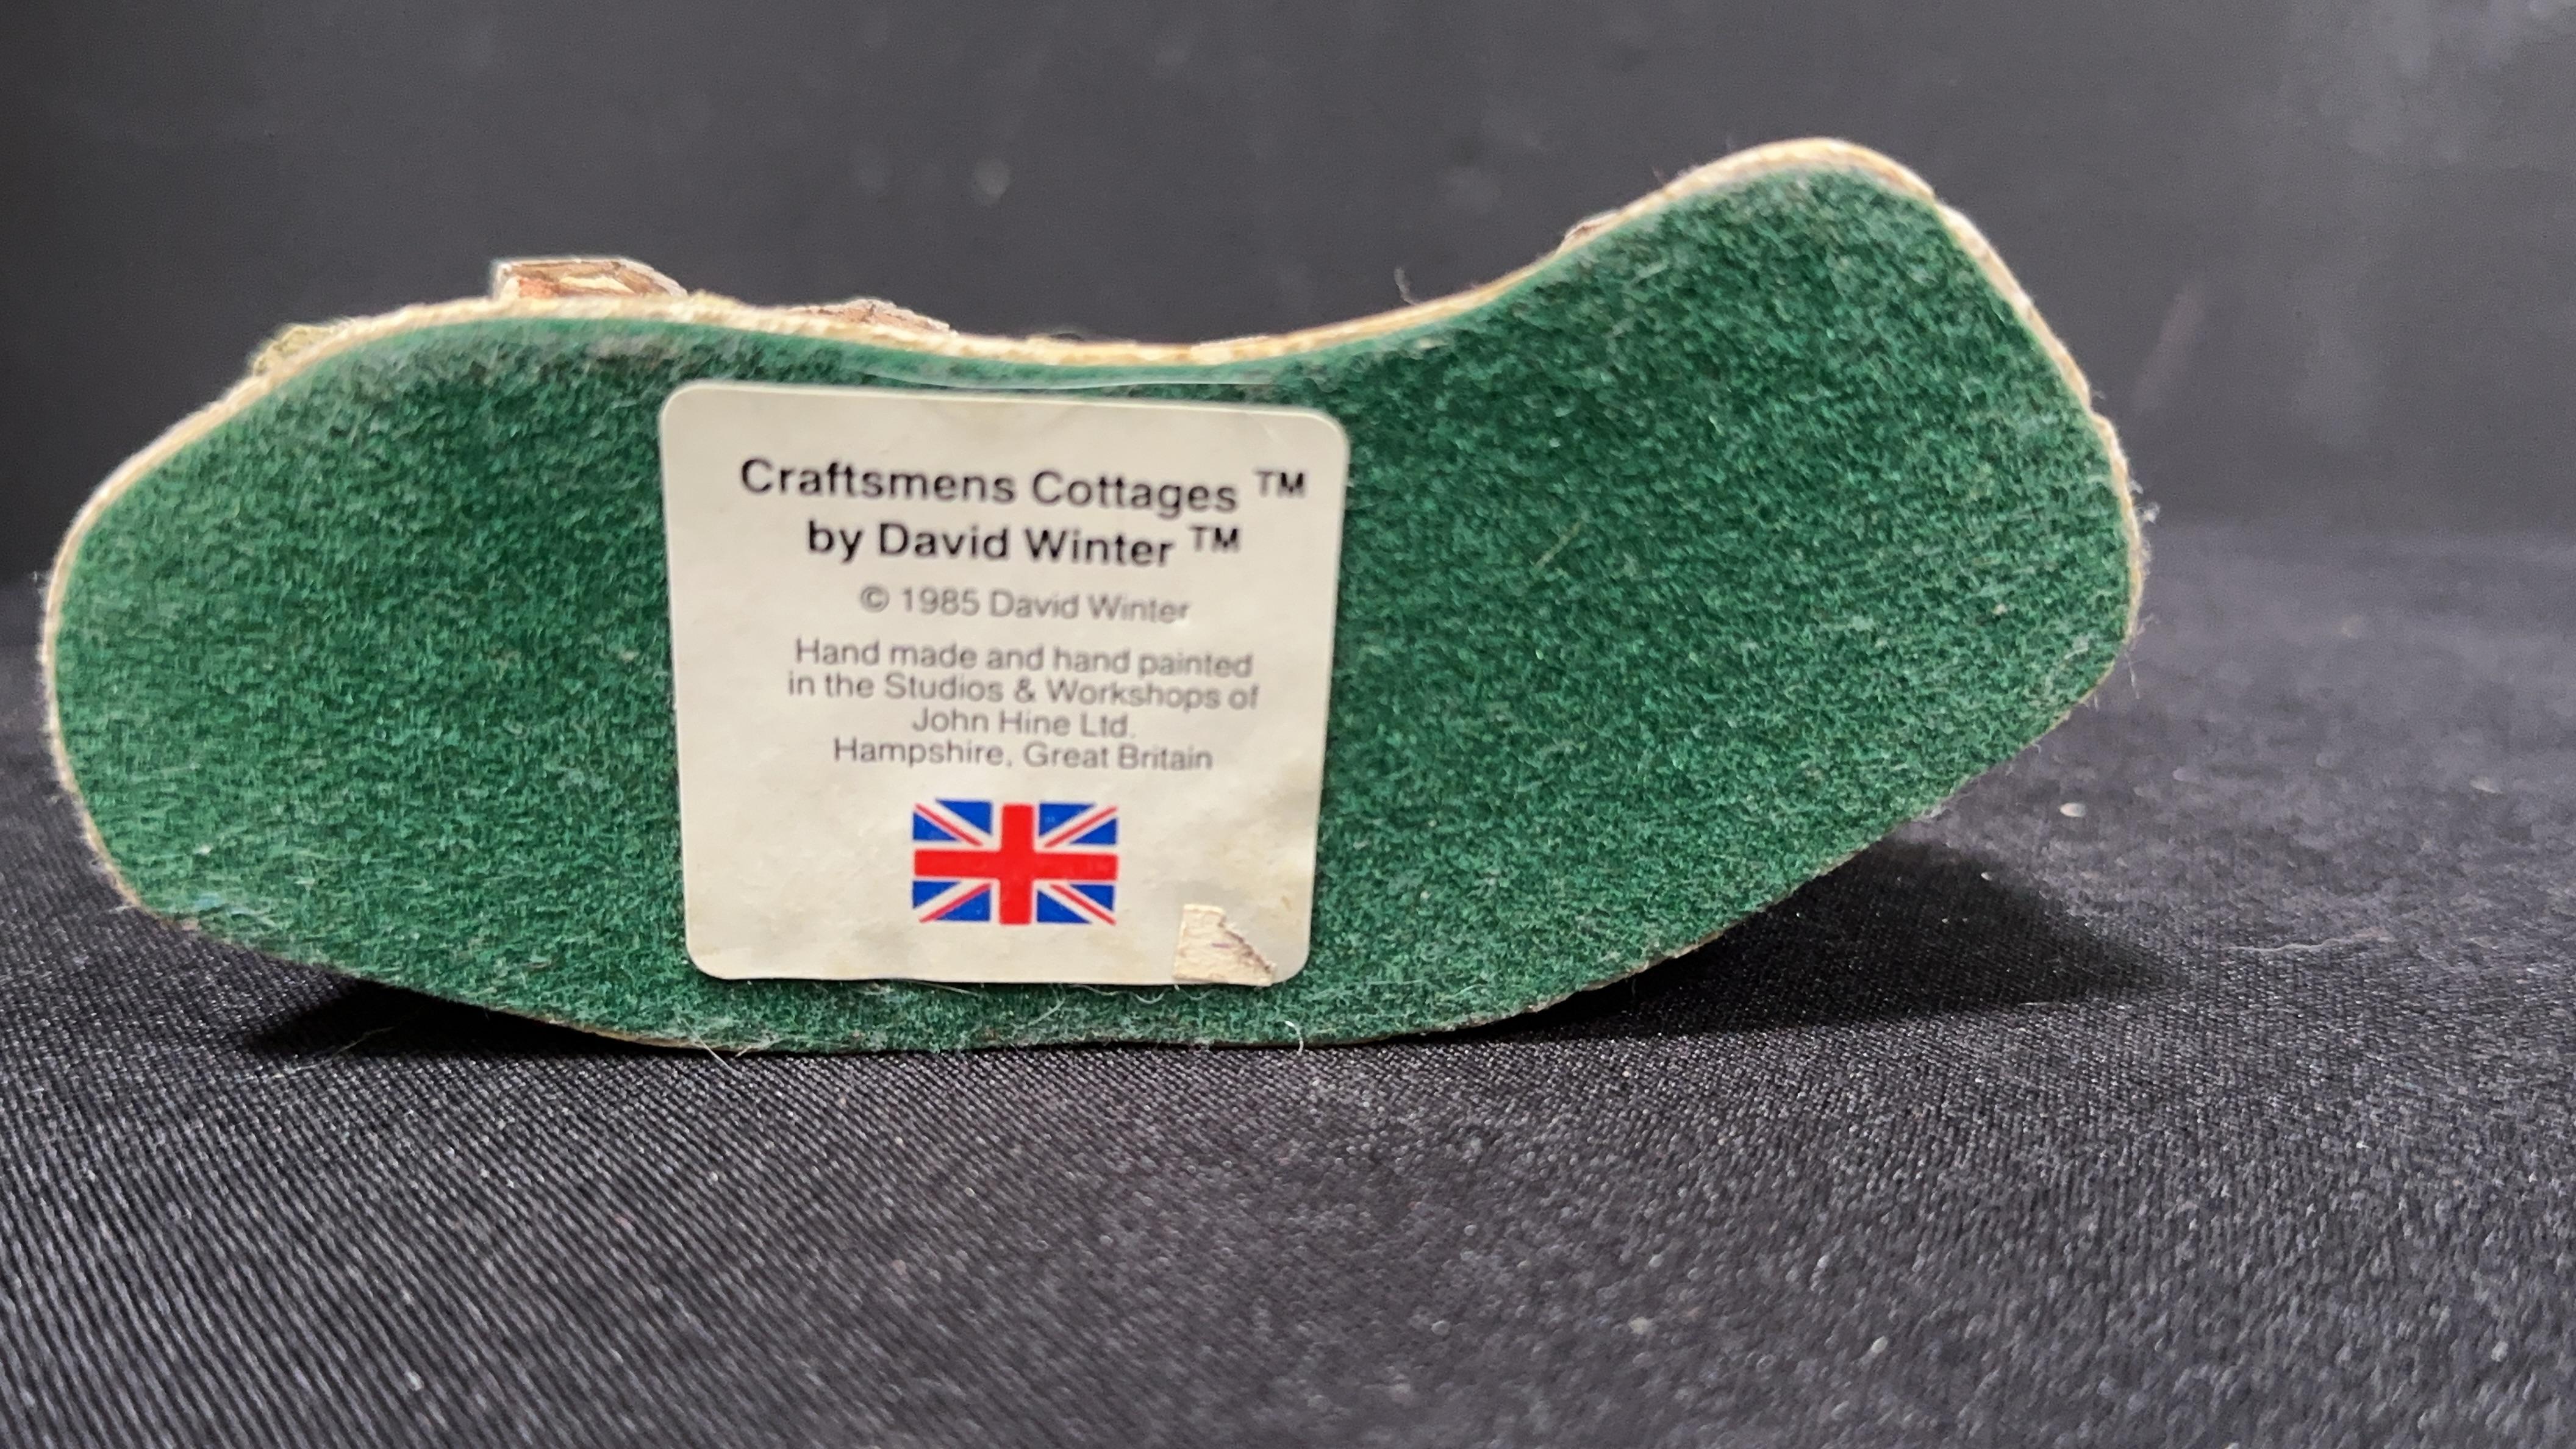 Craftsmens Cottages ™
by David Winter ™
© 1985 David Winter
Hand made and hand painted
in the Studios & Workshops of
John Hine Ltd.
Hampshire, Great Britain